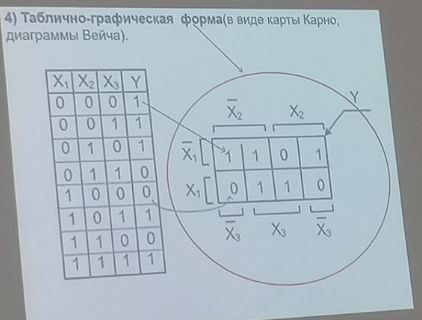 4) Таблично-графическая форма(в виде карты Карно,
диаграммы Вейча).
X₁ X₂ X₃ Y
0 0 0 1
0 0 1 1
0 1 0 1
0 1 1 0
1 0 0 0
1 0 1 1
1 1 0 0
1 1 1 1
Y
X̅₂ X₂
X̅₁ 1 1 0 1
X₁ 0 1 1 0
X̅₃ X₃ X̅₃